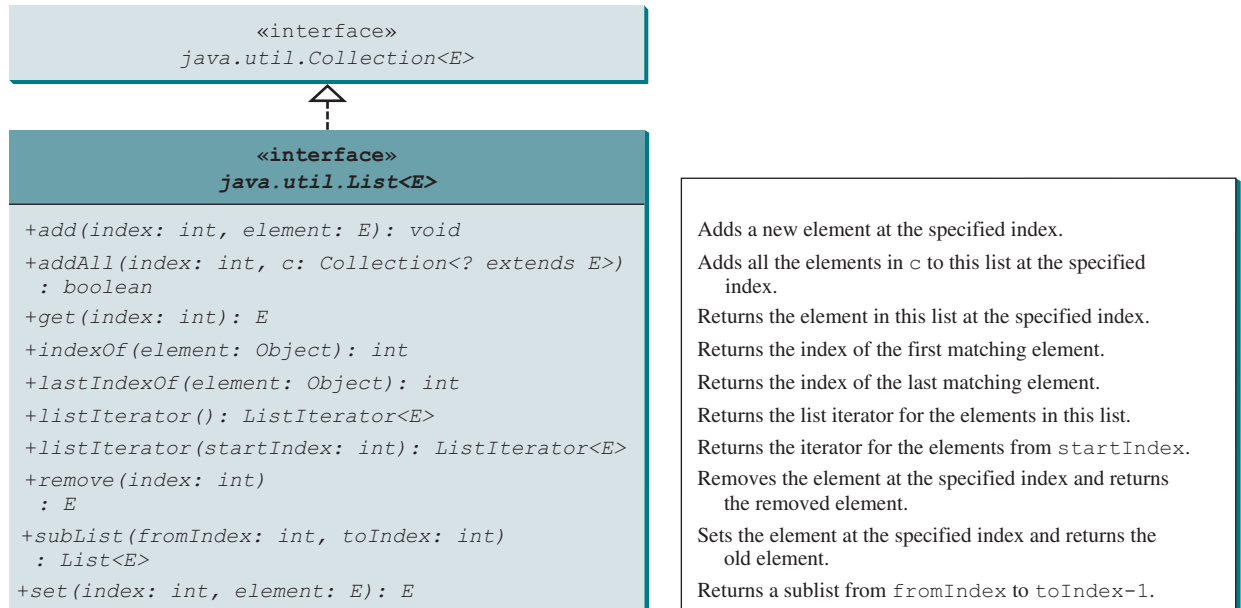 «interface»
java.util.Collection<E>
«interface»
java.util.List<E>
+add(index: int, element: E): void
+addAll(index: int, c: Collection<? extends E>)
: boolean
+get(index: int): E
+indexOf(element: Object): int
+lastIndexOf(element: Object): int
+listIterator(): ListIterator<E>
+listIterator(startIndex: int): ListIterator<E>
+remove(index: int)
: E
+subList(fromIndex: int, toIndex: int)
: List<E>
+set(index: int, element: E): E
Adds a new element at the specified index.
Adds all the elements in c to this list at the specified
index.
Returns the element in this list at the specified index.
Returns the index of the first matching element.
Returns the index of the last matching element.
Returns the list iterator for the elements in this list.
Returns the iterator for the elements from startIndex.
Removes the element at the specified index and returns
the removed element.
Sets the element at the specified index and returns the
old element.
Returns a sublist from fromIndex to toIndex-1.